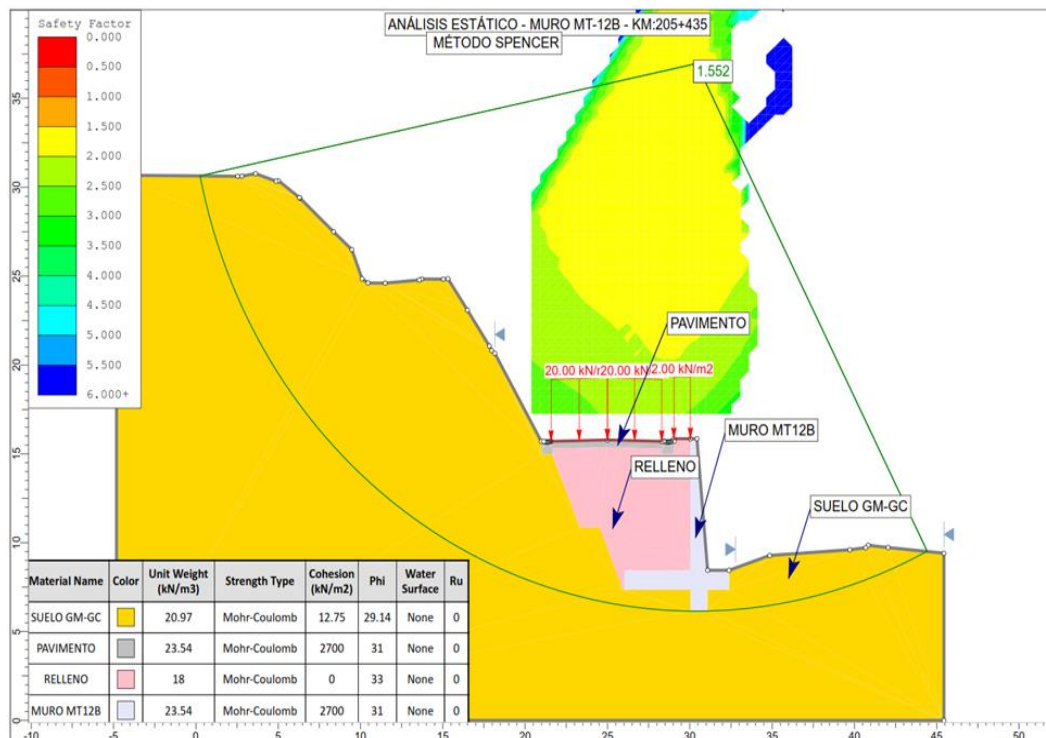 Safety Factor
0.000
0.500
1.000
1.500
2.000
2.500
3.000
3.500
4.000
4.500
5.000
5.500
6.000+
ANÁLISIS ESTÁTICO - MURO MT-12B - KM:205+435
MÉTODO SPENCER
1.552
PAVIMENTO
20.00 kN/r20.00 kN/ 2.00 kN/m2
MURO MT12B
RELLENO
SUELO GM-GC
Material Name Color Unit Weight (kN/m3) Strength Type Cohesion (kN/m2) Phi Water Surface Ru
SUELO GM-GC 20.97 Mohr-Coulomb 12.75 29.14 None 0
PAVIMENTO 23.54 Mohr-Coulomb 2700 31 None 0
RELLENO 18 Mohr-Coulomb 0 33 None 0
MURO MT12B 23.54 Mohr-Coulomb 2700 31 None 0
35
30
25
20
15
10
5
0
-10 -5 0 5 10 15 20 25 30 35 40 45 50